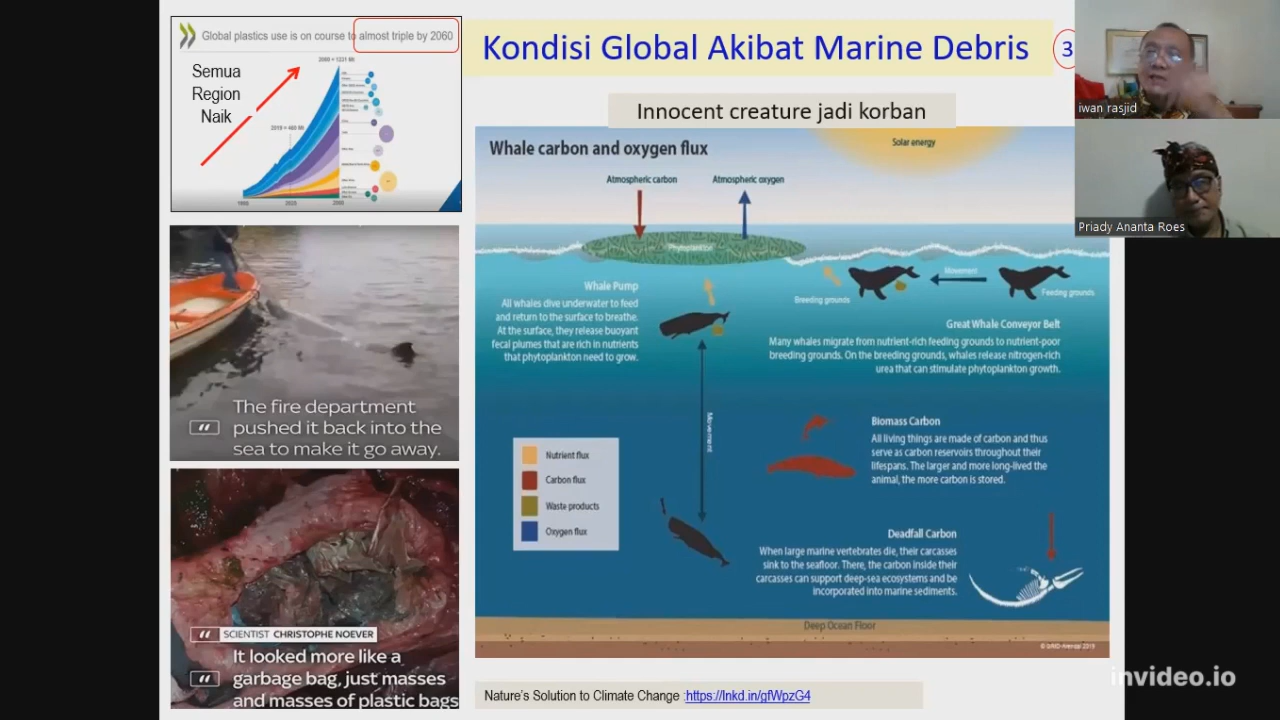 Global plastics use is on course to almost triple by 2060
Semua
Region
Naik
Kondisi Global Akibat Marine Debris
3
Innocent creature jadi korban
iwan rasjid
Priady Ananta Roes
Whale carbon and oxygen flux
Solar energy
Atmospheric carbon
Atmospheric oxygen
Phytoplankton
Whale Pump
All whales dive underwater to feed
and return to the surface to breathe.
At the surface, they release buoyant
fecal plumes that are rich in nutrients
that phytoplankton need to grow.
Breeding grounds
Movement
Feeding grounds
Great Whale Conveyor Belt
Many whales migrate from nutrient-rich feeding grounds to nutrient-poor
breeding grounds. On the breeding grounds, whales release nitrogen-rich
urea that can stimulate phytoplankton growth.
Movement
Biomass Carbon
All living things are made of carbon and thus
serve as carbon reservoirs throughout their
lifespans. The larger and more long-lived the
animal, the more carbon is stored.
Nutrient flux
Carbon flux
Waste products
Oxygen flux
Deadfall Carbon
When large marine vertebrates die, their carcasses
sink to the seafloor. There, the carbon inside their
carcasses can support deep-sea ecosystems and be
incorporated into marine sediments.
Deep Ocean Floor
© GRID-Arendal 2019
The fire department
pushed it back into the
sea to make it go away.
SCIENTIST CHRISTOPHE NOEVER
It looked more like a
garbage bag, just masses
and masses of plastic bags
Nature's Solution to Climate Change :https://lnkd.in/gfWpzG4
invideo.io